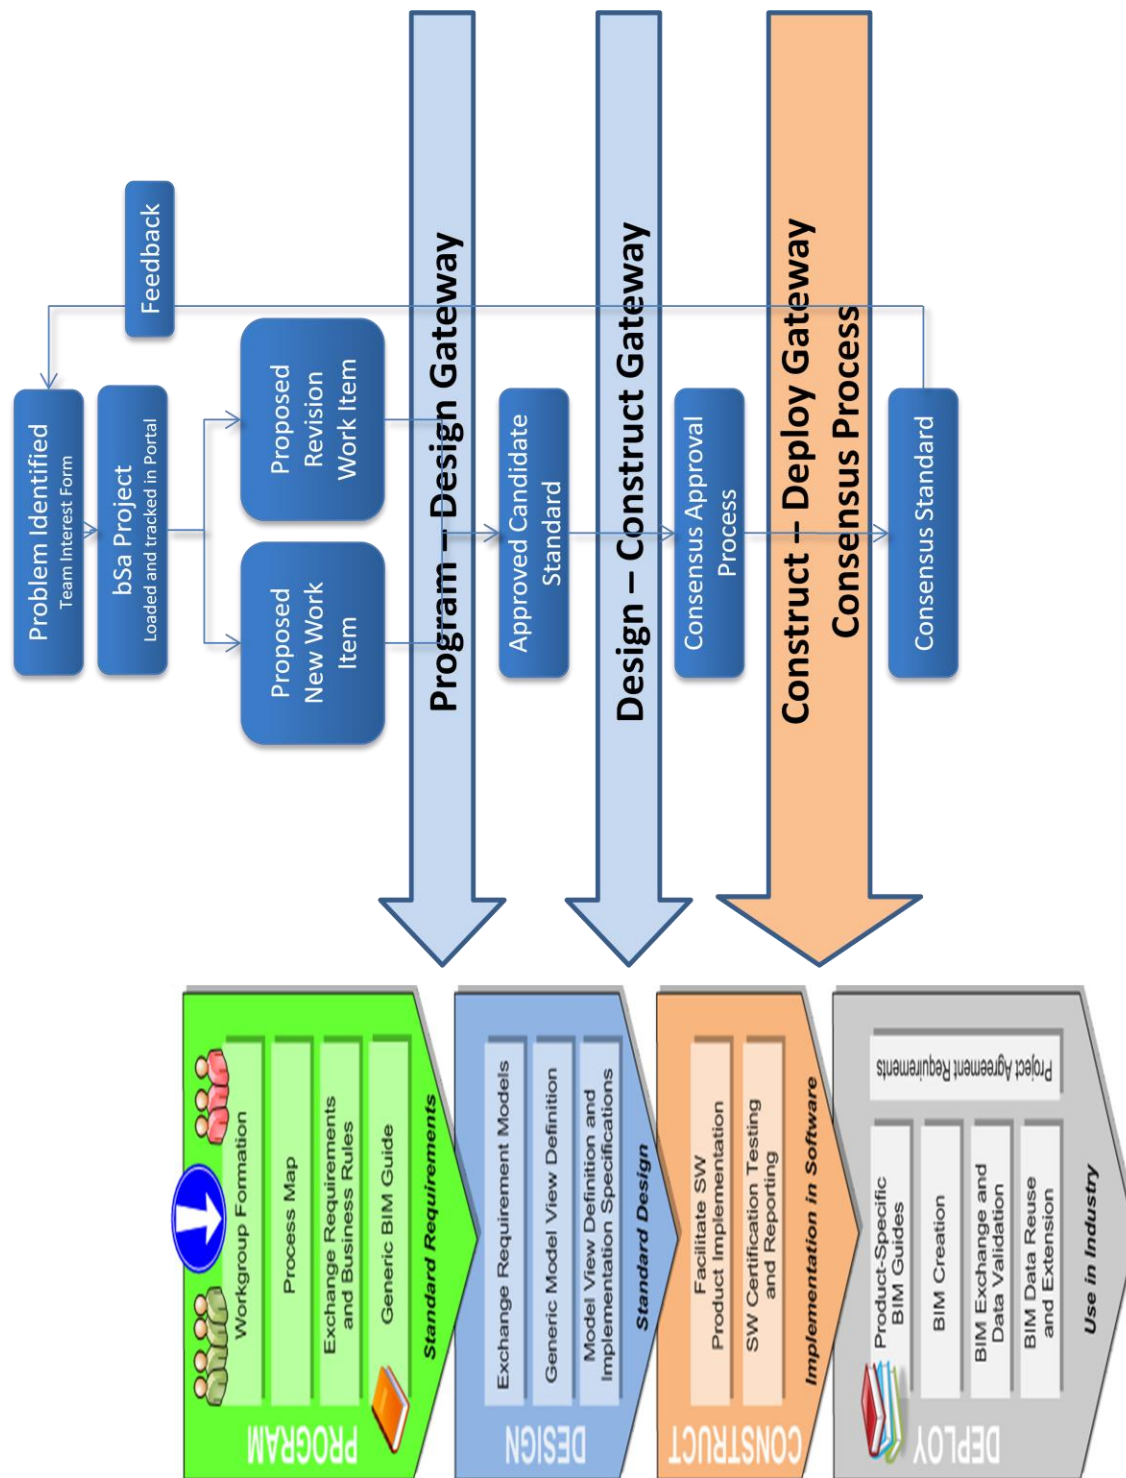 PROGRAM
Workgroup Formation
Process Map
Exchange Requirements
and Business Rules
Generic BIM Guide
Standard Requirements
DESIGN
Exchange Requirement Models
Generic Model View Definition
Model View Definition and
Implementation Specifications
Standard Design
CONSTRUCT
Facilitate SW
Product Implementation
SW Certification Testing
and Reporting
Implementation in Software
DEPLOY
Product-Specific
BIM Guides
BIM Creation
BIM Exchange and
Data Validation
BIM Data Reuse
and Extension
Project Agreement Requirements
Use in Industry
Problem Identified
Team Interest Form
bSa Project
Loaded and tracked in Portal
Feedback
Proposed
New Work
Item
Proposed
Revision
Work Item
Program – Design Gateway
Approved Candidate
Standard
Design – Construct Gateway
Consensus Approval
Process
Construct – Deploy Gateway
Consensus Process
Consensus Standard